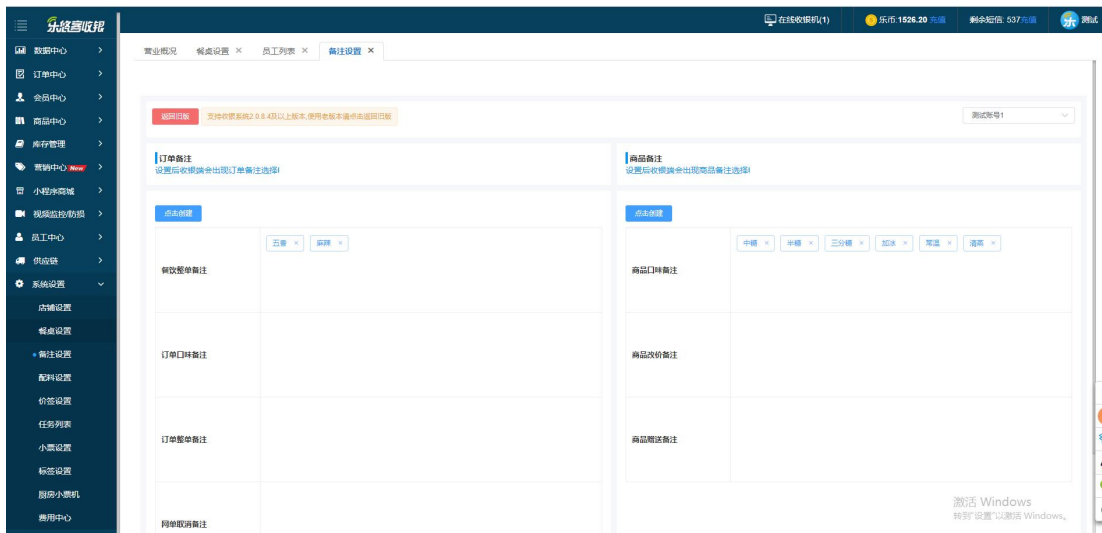 乐客收银
在线收银机(1)
乐币:1526.20 充值
剩余短信: 537充值
乐
测试
数据中心
订单中心
会员中心
商品中心
库存管理
营销中心 New
小程序商城
视频监控/防损
员工中心
供应链
系统设置
店铺设置
餐桌设置
备注设置
配料设置
价签设置
任务列表
小票设置
标签设置
厨房小票机
费用中心
营业概况 餐桌设置 × 员工列表 × 备注设置 ×
返回旧版 支持收银系统2.0.8.4及以上版本,使用老版本请点击返回旧版
测试账号1
订单备注
设置后收银端会出现订单备注选择!
点击创建
餐饮整单备注 五香 × 麻辣 ×
订单口味备注
订单整单备注
网单取消备注
商品备注
设置后收银端会出现商品备注选择!
点击创建
商品口味备注 中糖 × 半糖 × 三分糖 × 加冰 × 常温 × 清蒸 ×
商品改价备注
商品赠送备注
激活 Windows
转到"设置"以激活 Windows。